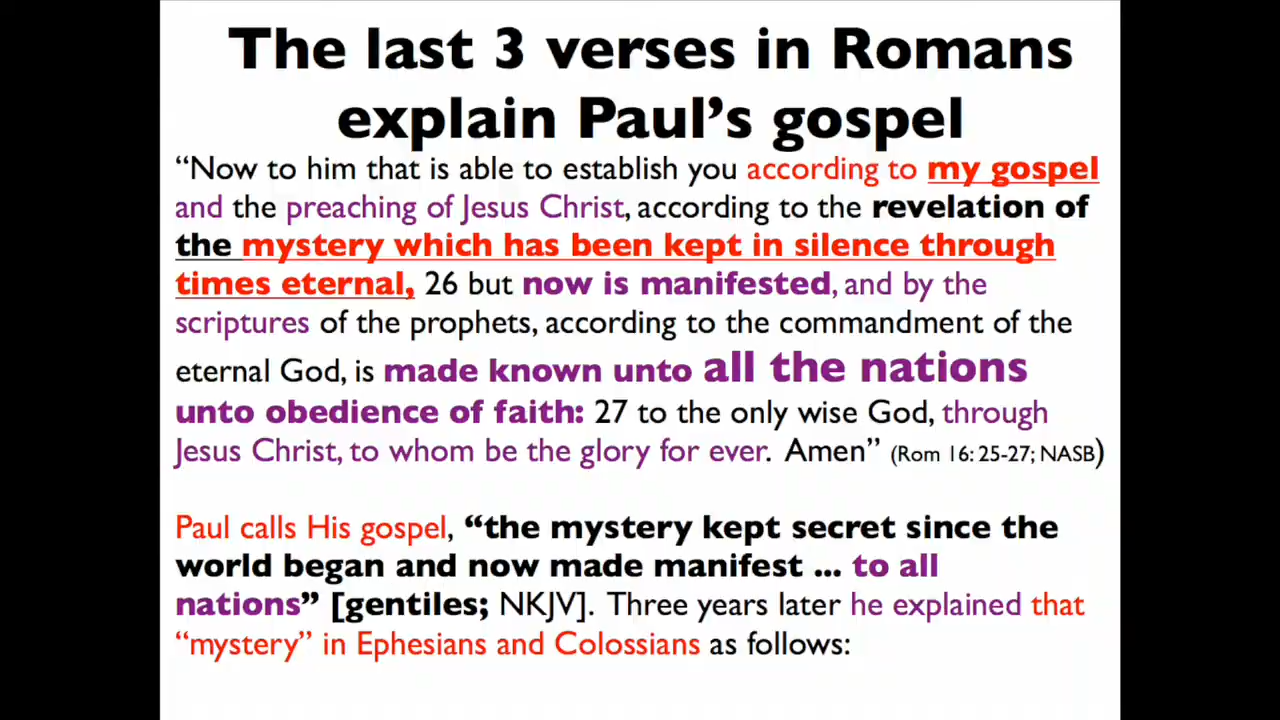 The last 3 verses in Romans
explain Paul's gospel
“Now to him that is able to establish you according to my gospel
and the preaching of Jesus Christ, according to the revelation of
the mystery which has been kept in silence through
times eternal, 26 but now is manifested, and by the
scriptures of the prophets, according to the commandment of the
eternal God, is made known unto all the nations
unto obedience of faith: 27 to the only wise God, through
Jesus Christ, to whom be the glory for ever. Amen” (Rom 16: 25-27; NASB)
Paul calls His gospel, “the mystery kept secret since the
world began and now made manifest ... to all
nations” [gentiles; NKJV]. Three years later he explained that
“mystery” in Ephesians and Colossians as follows: